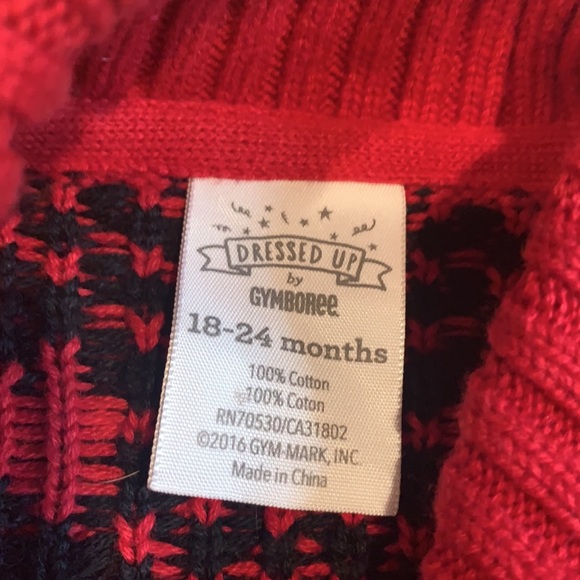 DRESSED UP
by
GYMBOREE
18-24 months
100% Cotton
100% Coton
RN70530/CA31802
©2016 GYM-MARK, INC.
Made in China